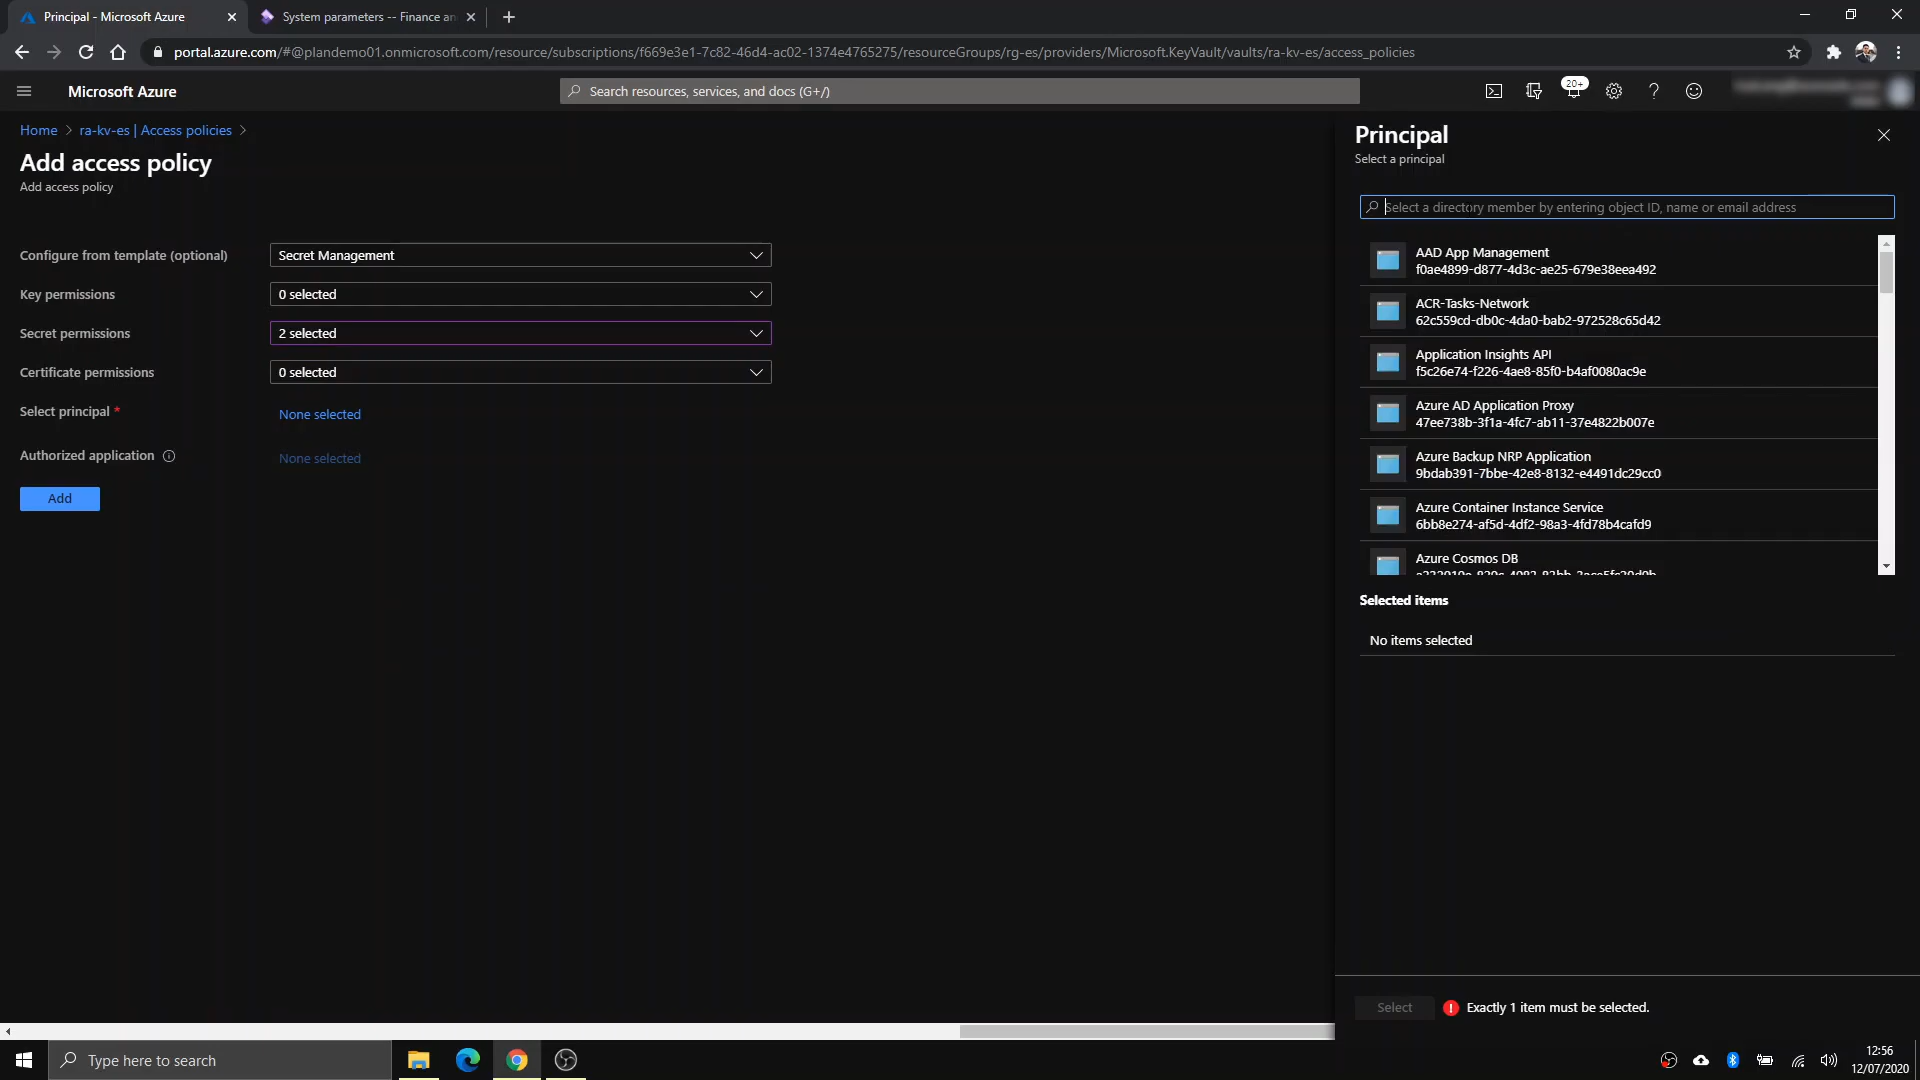 Principal - Microsoft Azure
System parameters -- Finance an
portal.azure.com/#@plandemo01.onmicrosoft.com/resource/subscriptions/f669e3e1-7c82-46d4-ac02-1374e4765275/resourceGroups/rg-es/providers/Microsoft.KeyVault/vaults/ra-kv-es/access_policies
Microsoft Azure
Search resources, services, and docs (G+/)
20+
Home > ra-kv-es | Access policies >
Add access policy
Add access policy
Configure from template (optional)
Secret Management
Key permissions
0 selected
Secret permissions
2 selected
Certificate permissions
0 selected
Select principal *
None selected
Authorized application
None selected
Add
Principal
Select a principal
Select a directory member by entering object ID, name or email address
AAD App Management
f0ae4899-d877-4d3c-ae25-679e38eea492
ACR-Tasks-Network
62c559cd-db0c-4da0-bab2-972528c65d42
Application Insights API
f5c26e74-f226-4ae8-85f0-b4af0080ac9e
Azure AD Application Proxy
47ee738b-3f1a-4fc7-ab11-37e4822b007e
Azure Backup NRP Application
9bdab391-7bbe-42e8-8132-e4491dc29cc0
Azure Container Instance Service
6bb8e274-af5d-4df2-98a3-4fd78b4cafd9
Azure Cosmos DB
Selected items
No items selected
Select
Exactly 1 item must be selected.
Type here to search
12:56
12/07/2020